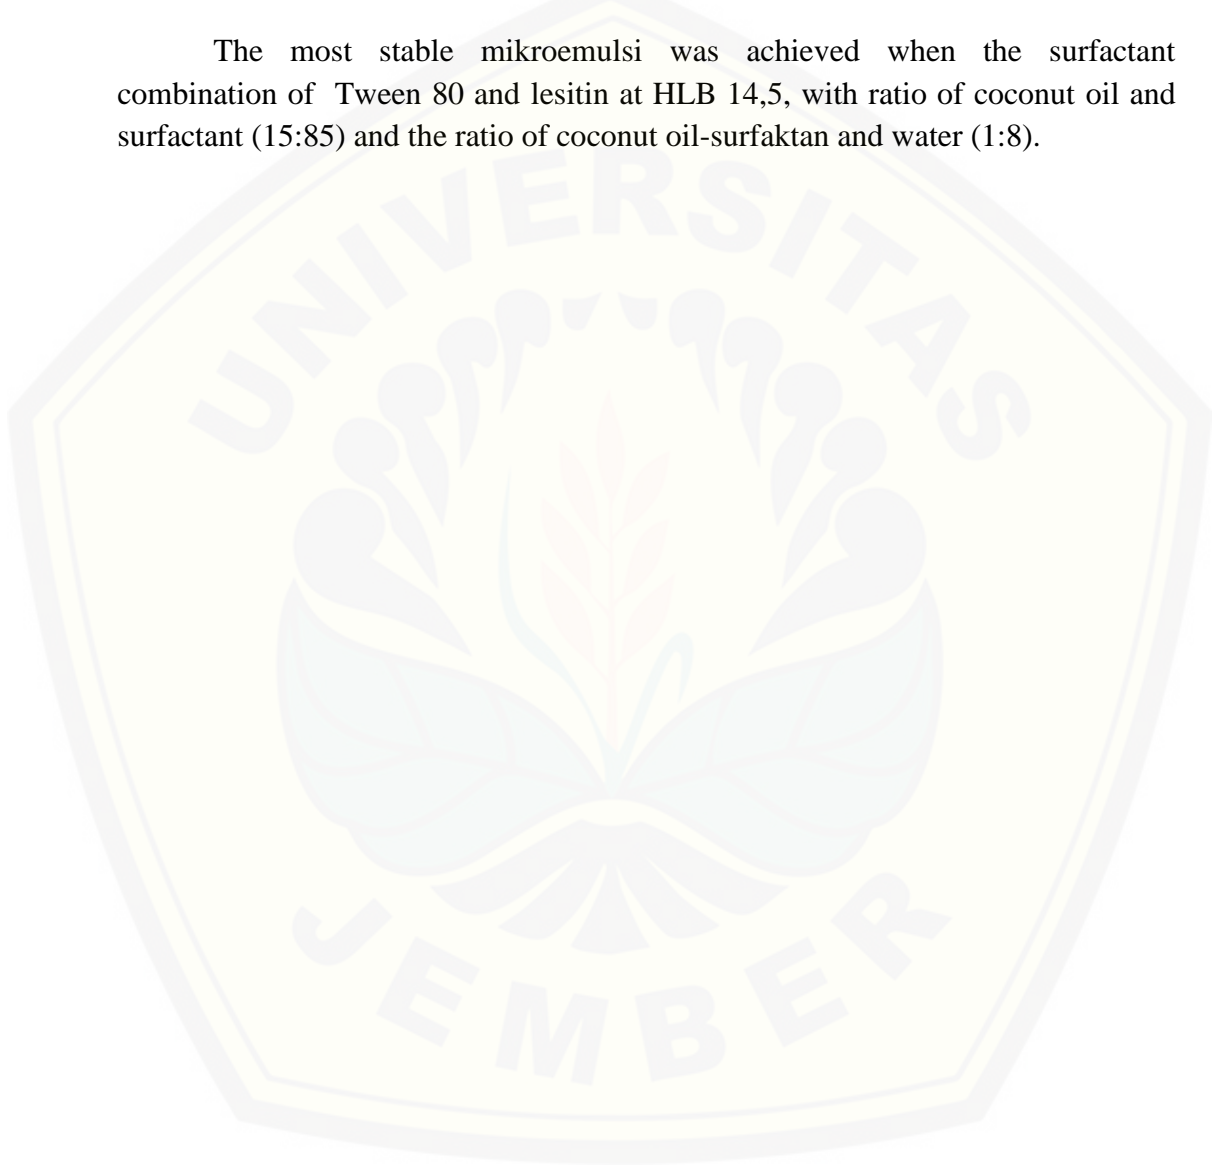 The most stable mikroemulsi was achieved when the surfactant
combination of Tween 80 and lesitin at HLB 14,5, with ratio of coconut oil and
surfactant (15:85) and the ratio of coconut oil-surfaktan and water (1:8).
UNIVERSITAS
JEMBER